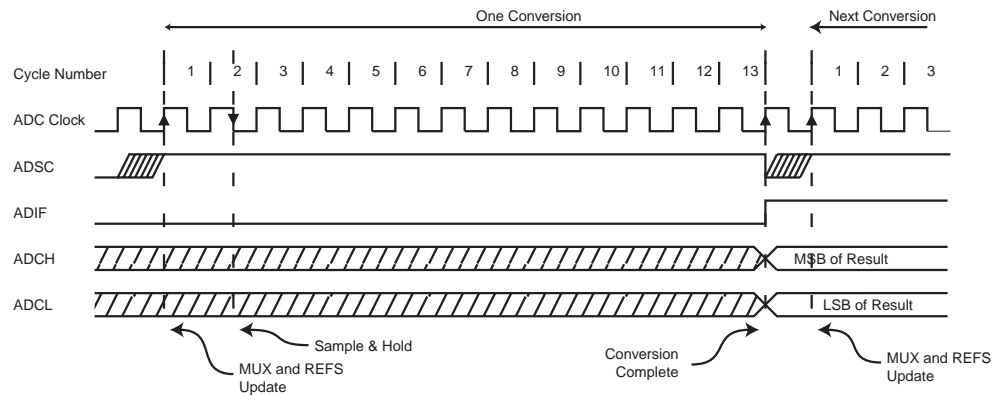 One Conversion
Next Conversion
Cycle Number 1 2 3 4 5 6 7 8 9 10 11 12 13 1 2 3
ADC Clock
ADSC
ADIF
ADCH MSB of Result
ADCL LSB of Result
Sample & Hold
MUX and REFS
Update
Conversion
Complete
MUX and REFS
Update